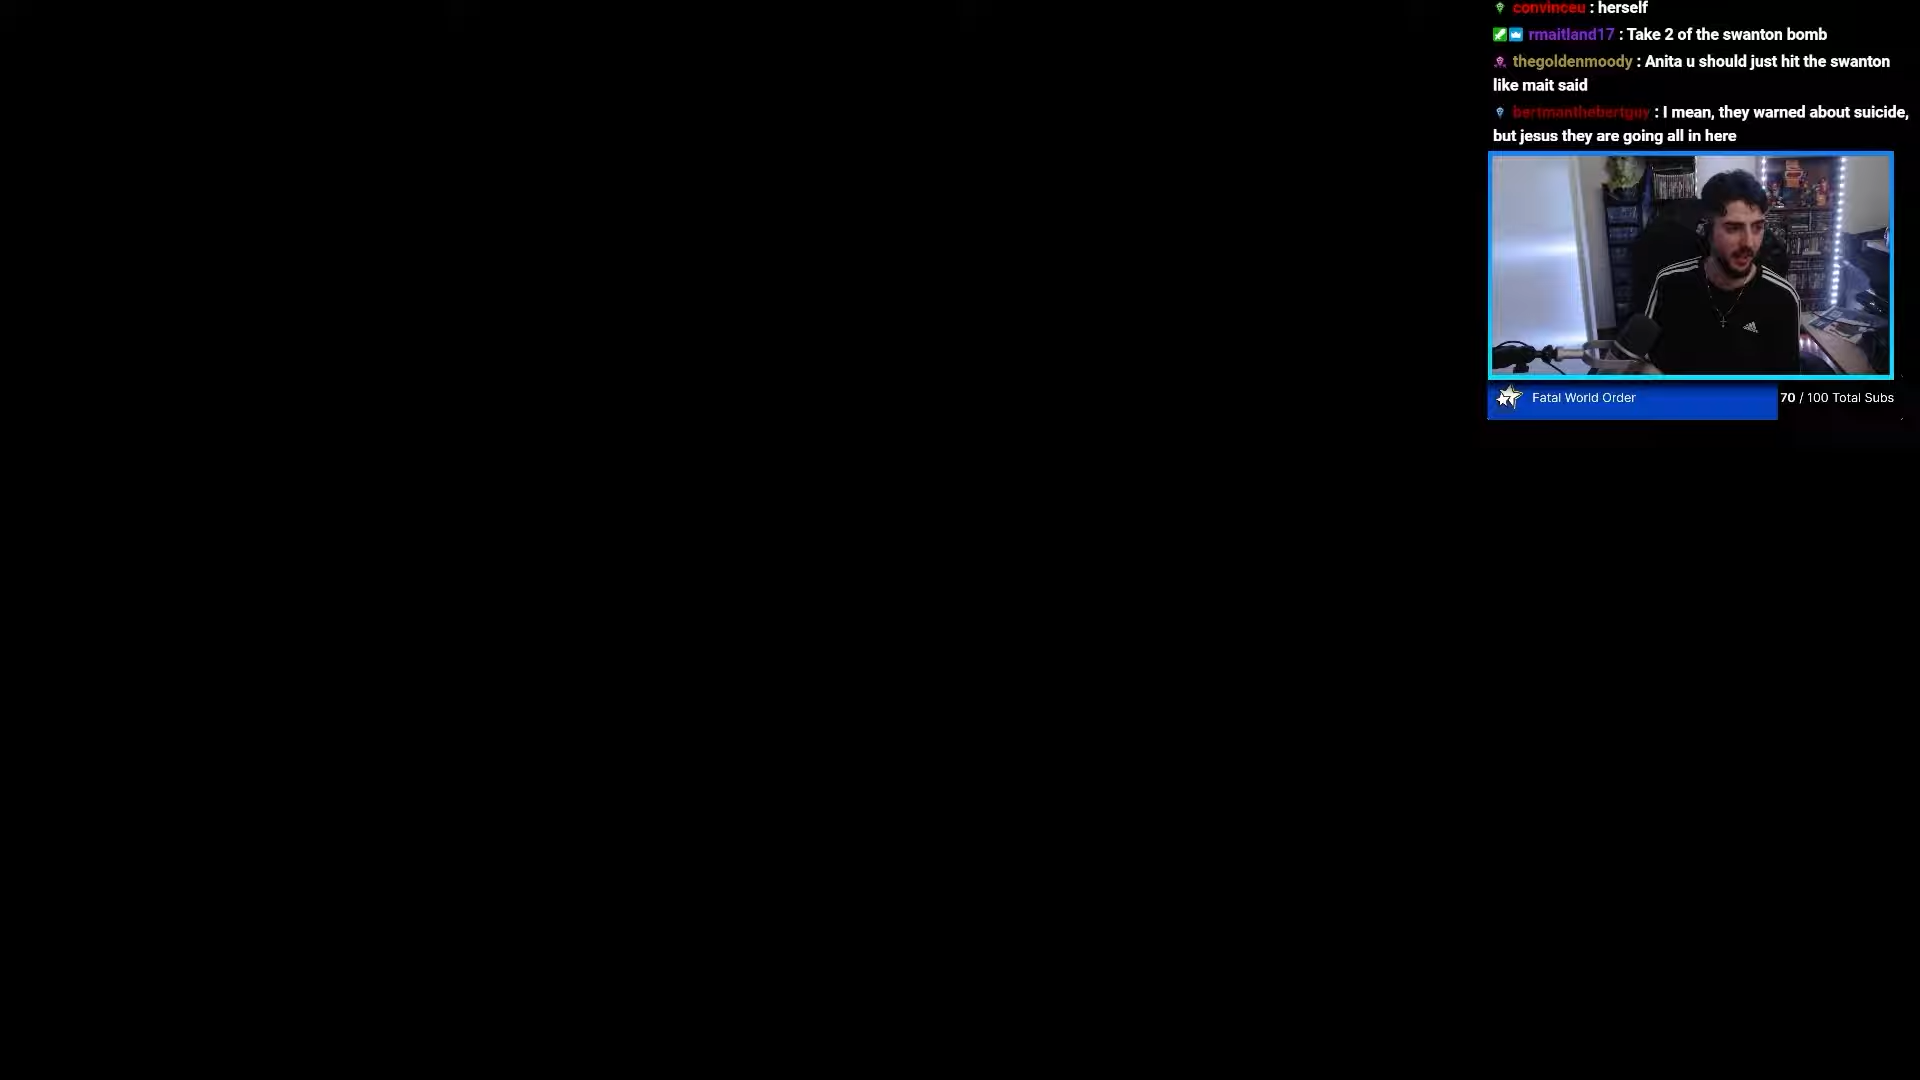 convinceu : herself
rmaitland17 : Take 2 of the swanton bomb
thegoldenmoody : Anita u should just hit the swanton
like mait said
bertmanthebertguy : I mean, they warned about suicide,
but jesus they are going all in here
Fatal World Order
70 / 100 Total Subs